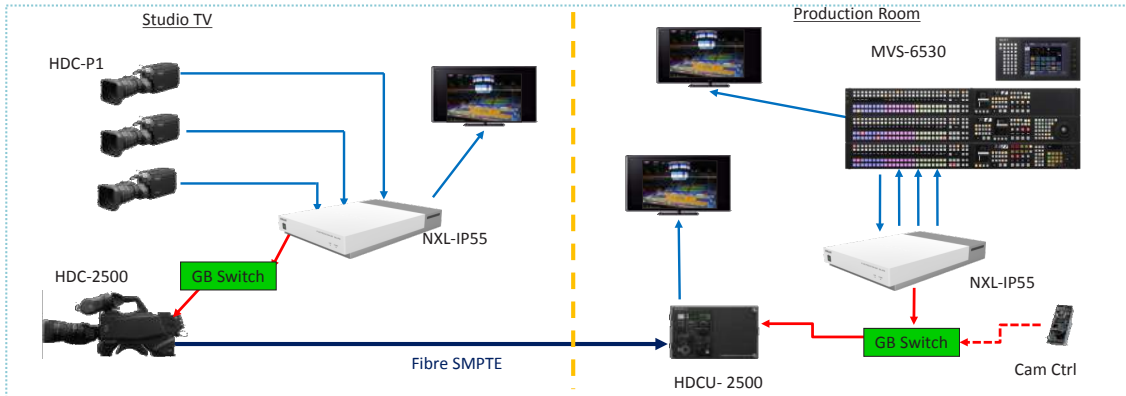 Studio TV
Production Room
HDC-P1
MVS-6530
NXL-IP55
GB Switch
HDC-2500
NXL-IP55
GB Switch
Fibre SMPTE
HDCU- 2500
Cam Ctrl